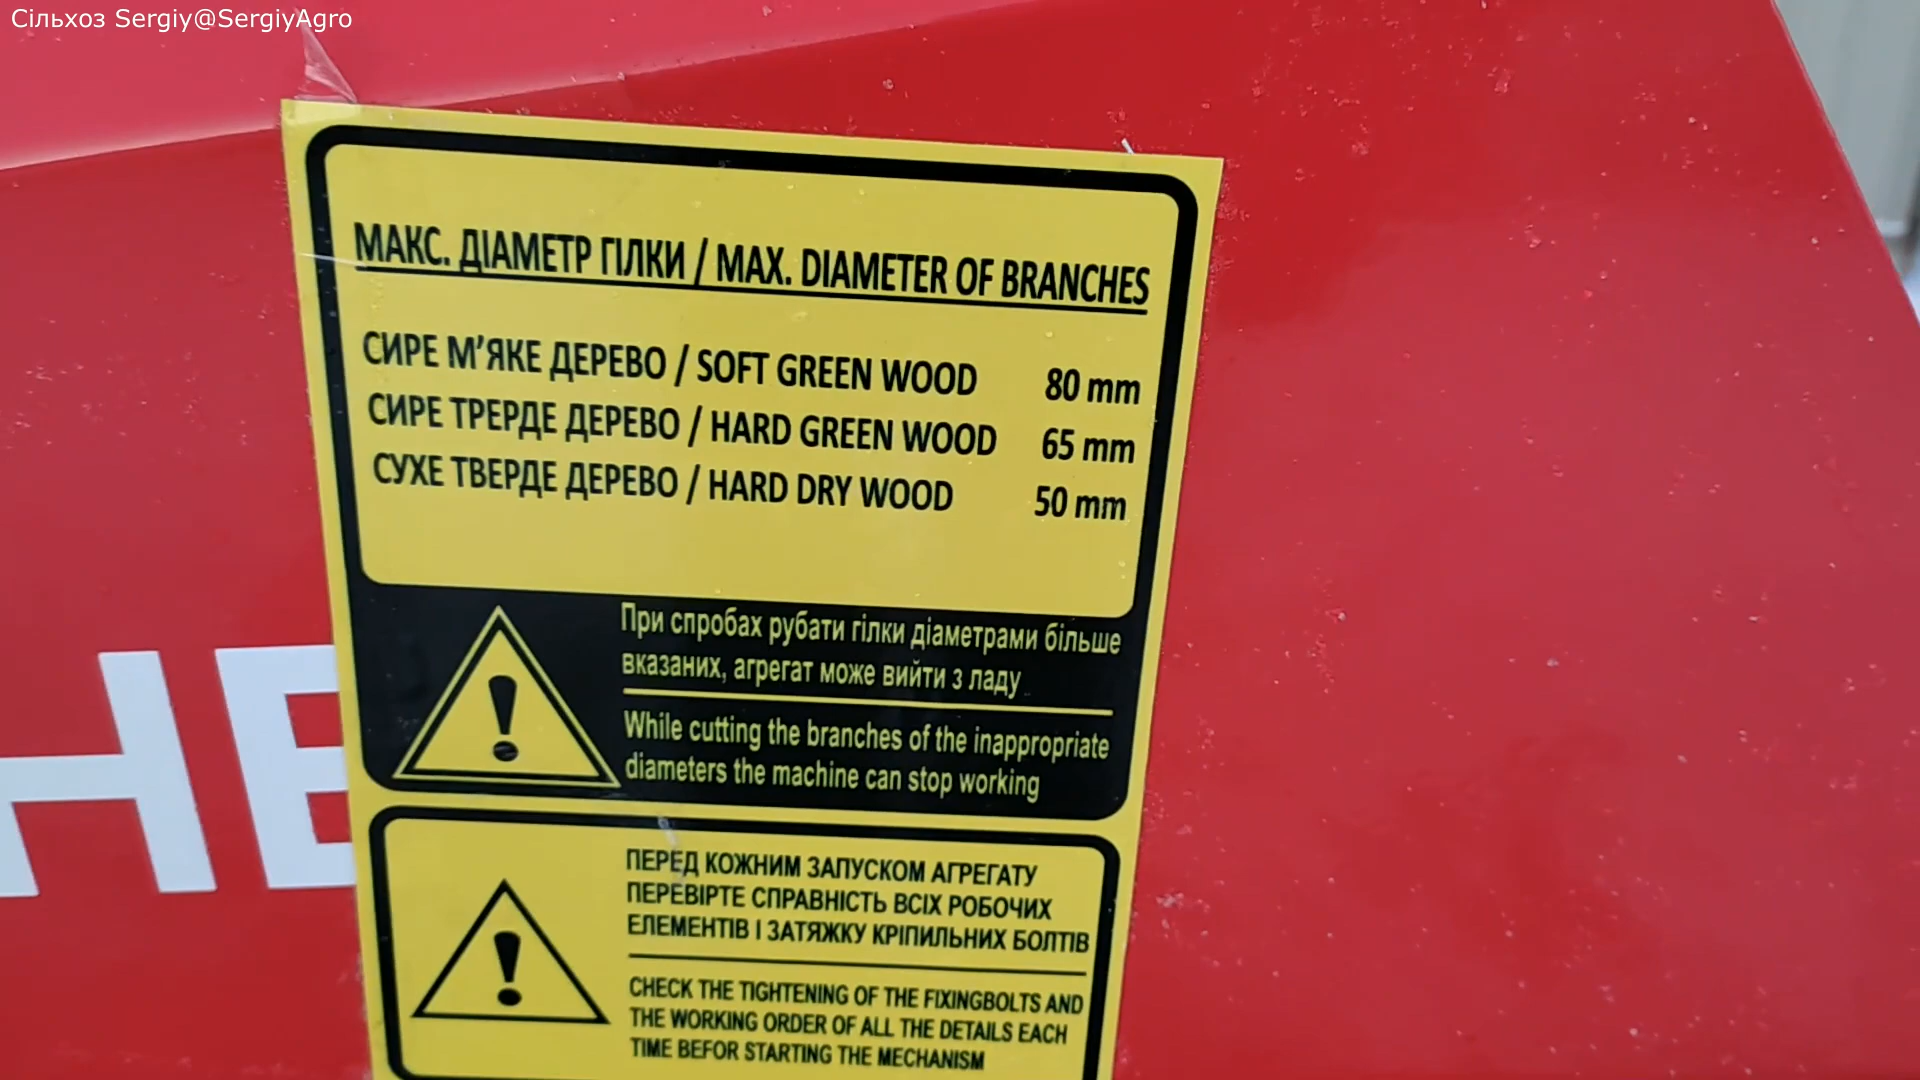 Сільхоз Sergiy@SergiyAgro
МАКС. ДІАМЕТР ГІЛКИ / MAX. DIAMETER OF BRANCHES
СИРЕ М’ЯКЕ ДЕРЕВО / SOFT GREEN WOOD 80 mm
СИРЕ ТРЕРДЕ ДЕРЕВО / HARD GREEN WOOD 65 mm
СУХЕ ТВЕРДЕ ДЕРЕВО / HARD DRY WOOD 50 mm
При спробах рубати гілки діаметрами більше
вказаних, агрегат може вийти з ладу
While cutting the branches of the inappropriate
diameters the machine can stop working
НЕ
ПЕРЕД КОЖНИМ ЗАПУСКОМ АГРЕГАТУ
ПЕРЕВІРТЕ СПРАВНІСТЬ ВСІХ РОБОЧИХ
ЕЛЕМЕНТІВ І ЗАТЯЖКУ КРІПИЛЬНИХ БОЛТІВ
CHECK THE TIGHTENING OF THE FIXINGBOLTS AND
THE WORKING ORDER OF ALL THE DETAILS EACH
TIME BEFOR STARTING THE MECHANISM